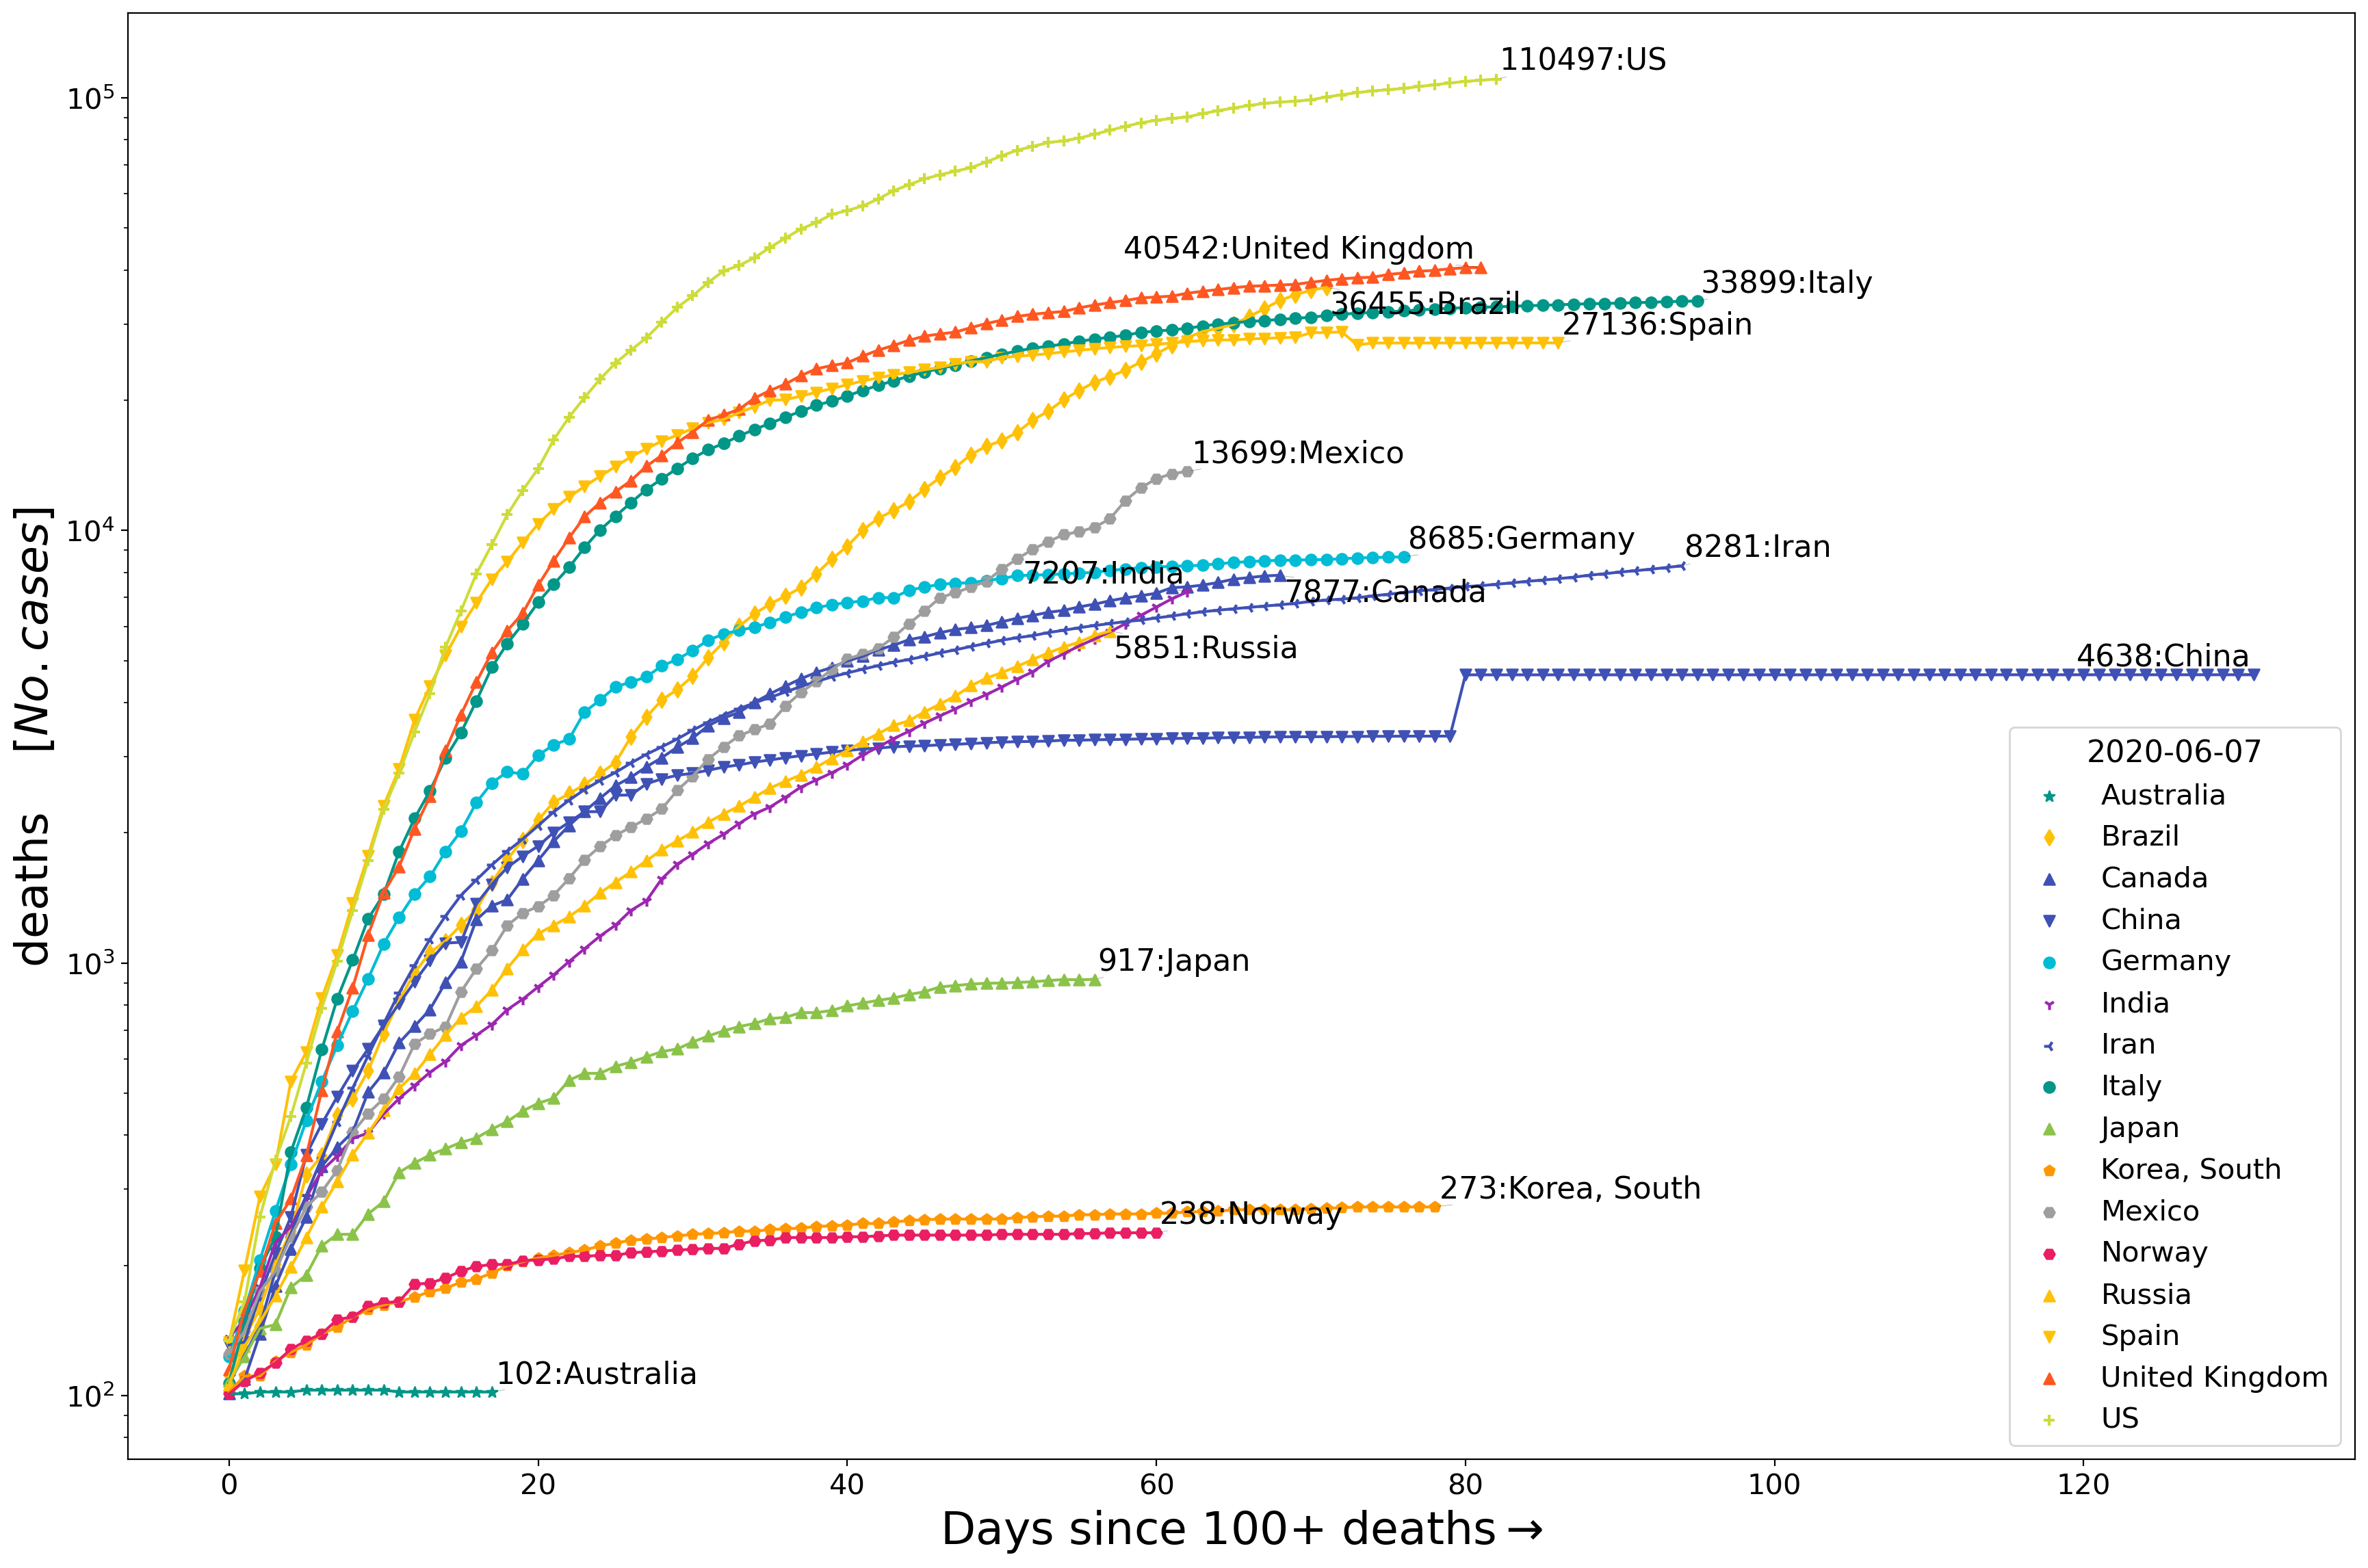 110497:US
10^5
40542:United Kingdom
33899:Italy
36455:Brazil
27136:Spain
13699:Mexico
10^4
8685:Germany
8281:Iran
7207:India
7877:Canada
5851:Russia
4638:China
917:Japan
10^3
273:Korea, South
238:Norway
102:Australia
10^2
deaths [No.cases]
0 20 40 60 80 100 120
Days since 100+ deaths→
2020-06-07
Australia
Brazil
Canada
China
Germany
India
Iran
Italy
Japan
Korea, South
Mexico
Norway
Russia
Spain
United Kingdom
US